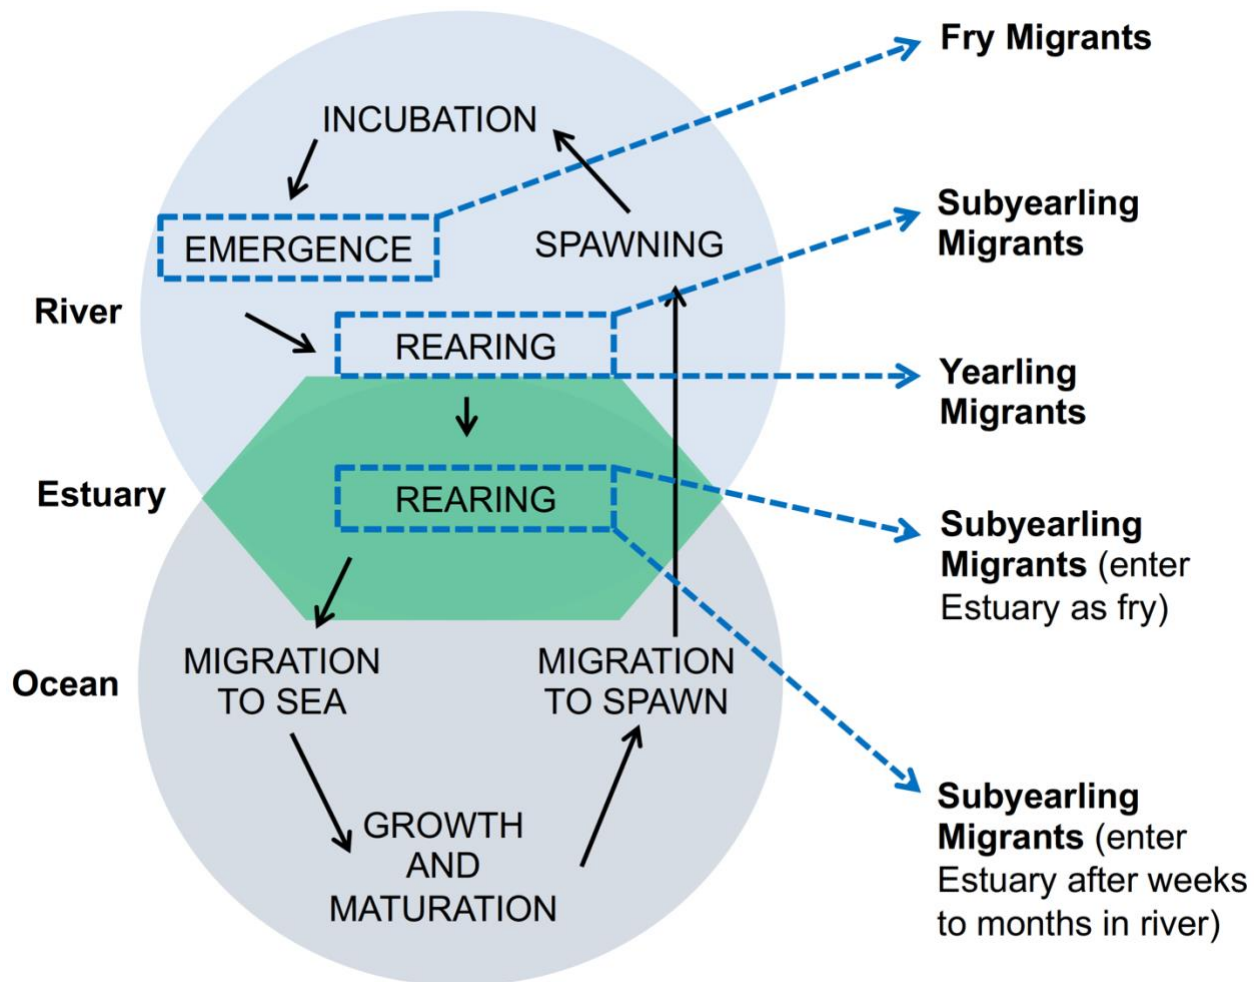 Fry Migrants
INCUBATION
Subyearling
Migrants
EMERGENCE
SPAWNING
River
REARING
Yearling
Migrants
Estuary
REARING
Subyearling
Migrants (enter
Estuary as fry)
Ocean
MIGRATION
TO SEA
MIGRATION
TO SPAWN
GROWTH
AND
MATURATION
Subyearling
Migrants (enter
Estuary after weeks
to months in river)